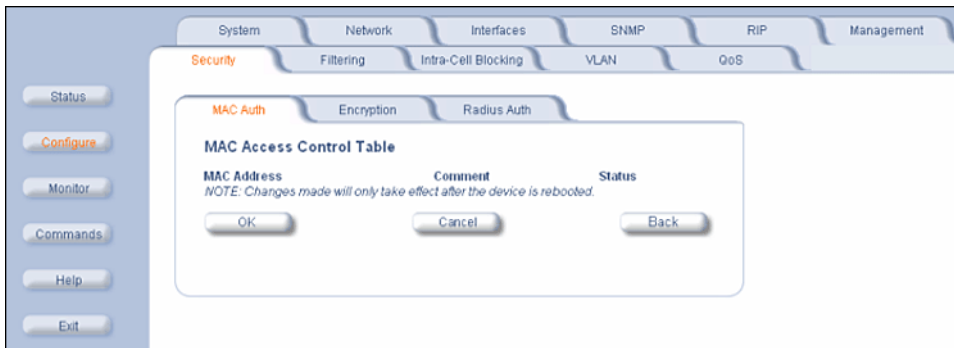 System Network Interfaces SNMP RIP Management
Security Filtering Intra-Cell Blocking VLAN QoS
Status
Configure
Monitor
Commands
Help
Exit
MAC Auth Encryption Radius Auth
MAC Access Control Table
MAC Address Comment Status
NOTE: Changes made will only take effect after the device is rebooted.
OK Cancel Back